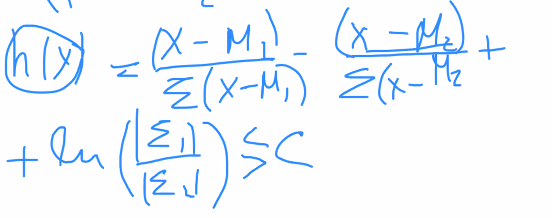 h(x) = (x - M₁) / Σ(x - M₁) - (x - M₂) / Σ(x - M₂ +
+ ln(|Σ₁| / |Σ₂|) ≶ C